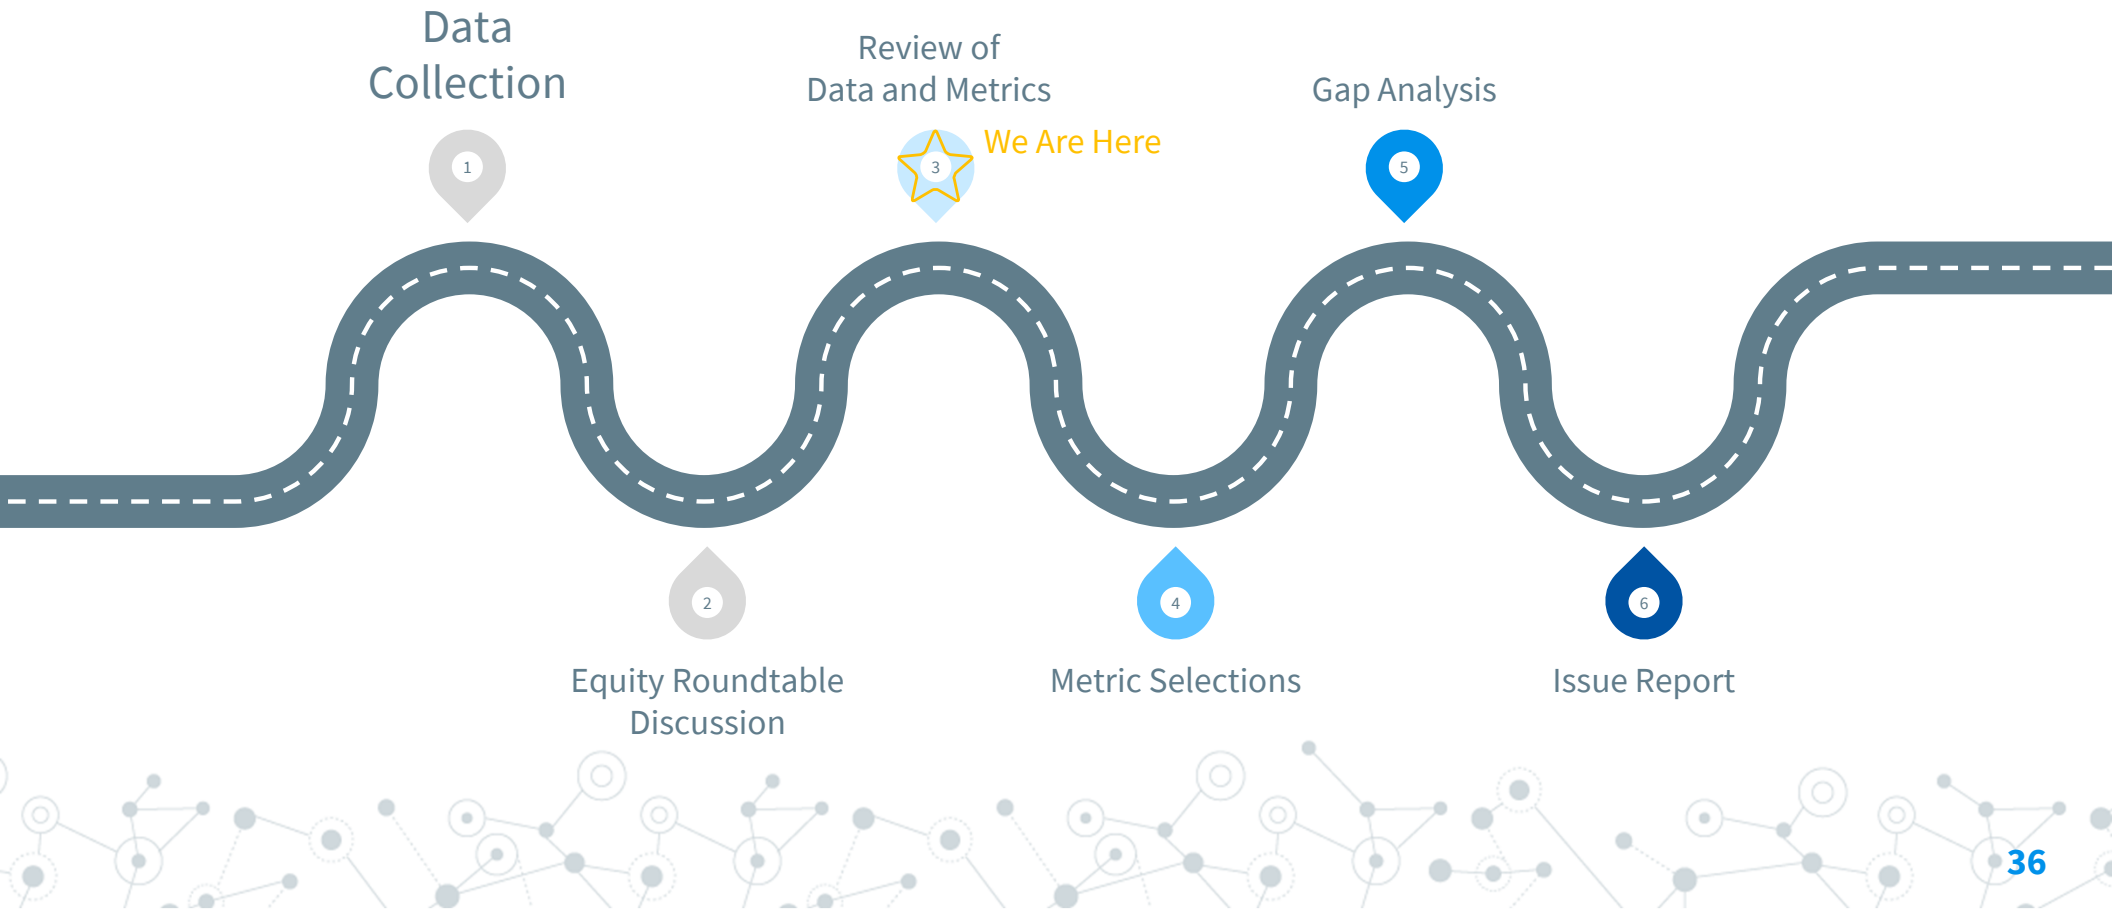 Data
Collection
1
Equity Roundtable
Discussion
2
Review of
Data and Metrics
We Are Here
3
Metric Selections
4
Gap Analysis
5
Issue Report
6
36